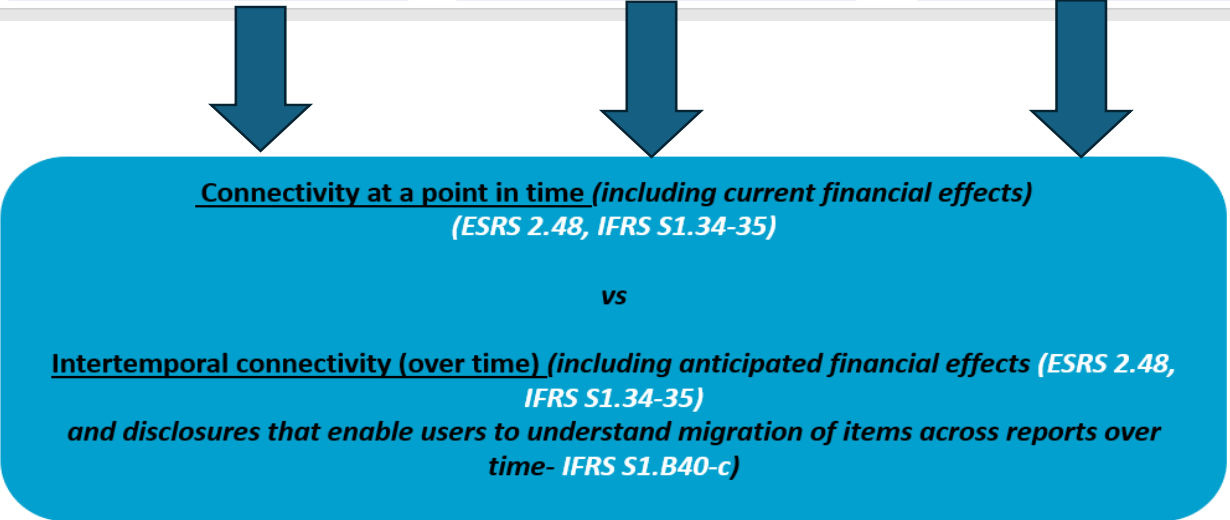 Connectivity at a point in time (including current financial effects)
(ESRS 2.48, IFRS S1.34-35)
vs
Intertemporal connectivity (over time) (including anticipated financial effects (ESRS 2.48,
IFRS S1.34-35)
and disclosures that enable users to understand migration of items across reports over
time- IFRS S1.B40-c)